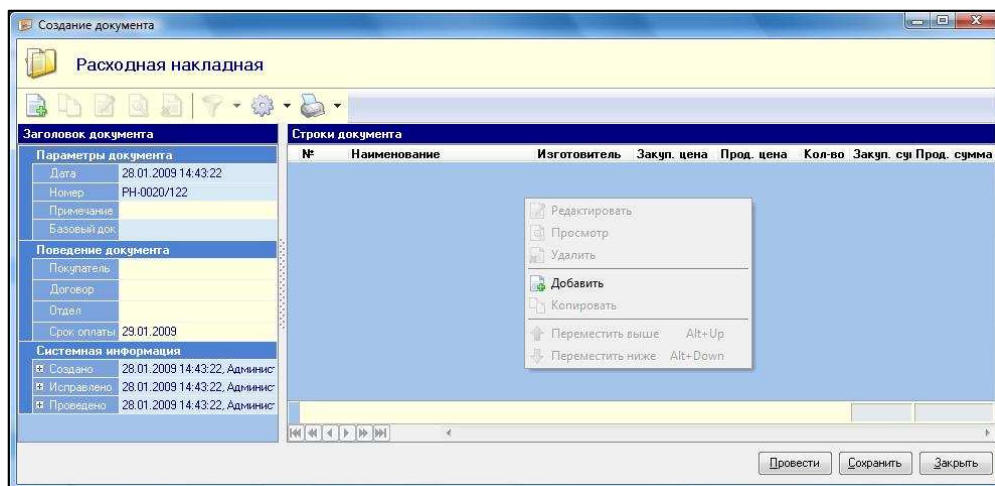 Создание документа
Расходная накладная
Заголовок документа
Параметры документа
Дата 28.01.2009 14:43:22
Номер РН-0020/122
Примечание
Базовый док
Поведение документа
Покупатель
Договор
Отдел
Срок оплаты 29.01.2009
Системная информация
Создано 28.01.2009 14:43:22, Админис
Исправлено 28.01.2009 14:43:22, Админис
Проведено 28.01.2009 14:43:22, Админис
Строки документа
№ Наименование Изготовитель Закуп. цена Прод. цена Кол-во Закуп. сум Прод. сумма
Редактировать
Просмотр
Удалить
Добавить
Копировать
Переместить выше Alt+Up
Переместить ниже Alt+Down
Провести Сохранить Закрыть